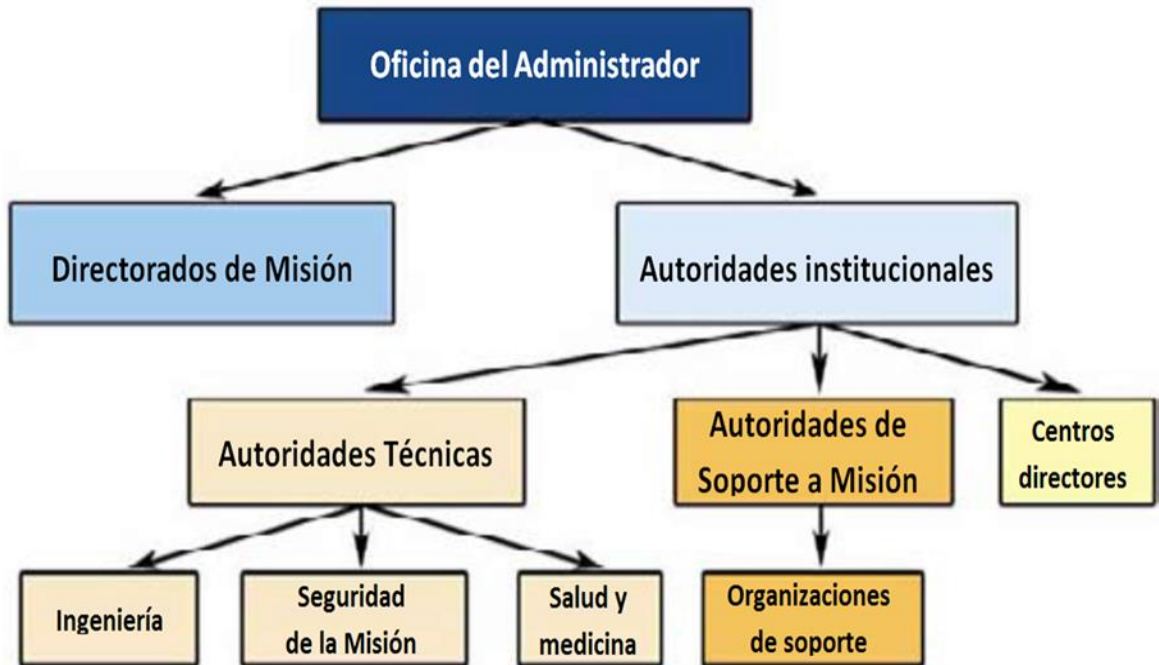 Oficina del Administrador
Directorados de Misión
Autoridades institucionales
Autoridades Técnicas
Autoridades de
Soporte a Misión
Centros
directores
Ingeniería
Seguridad
de la Misión
Salud y
medicina
Organizaciones
de soporte